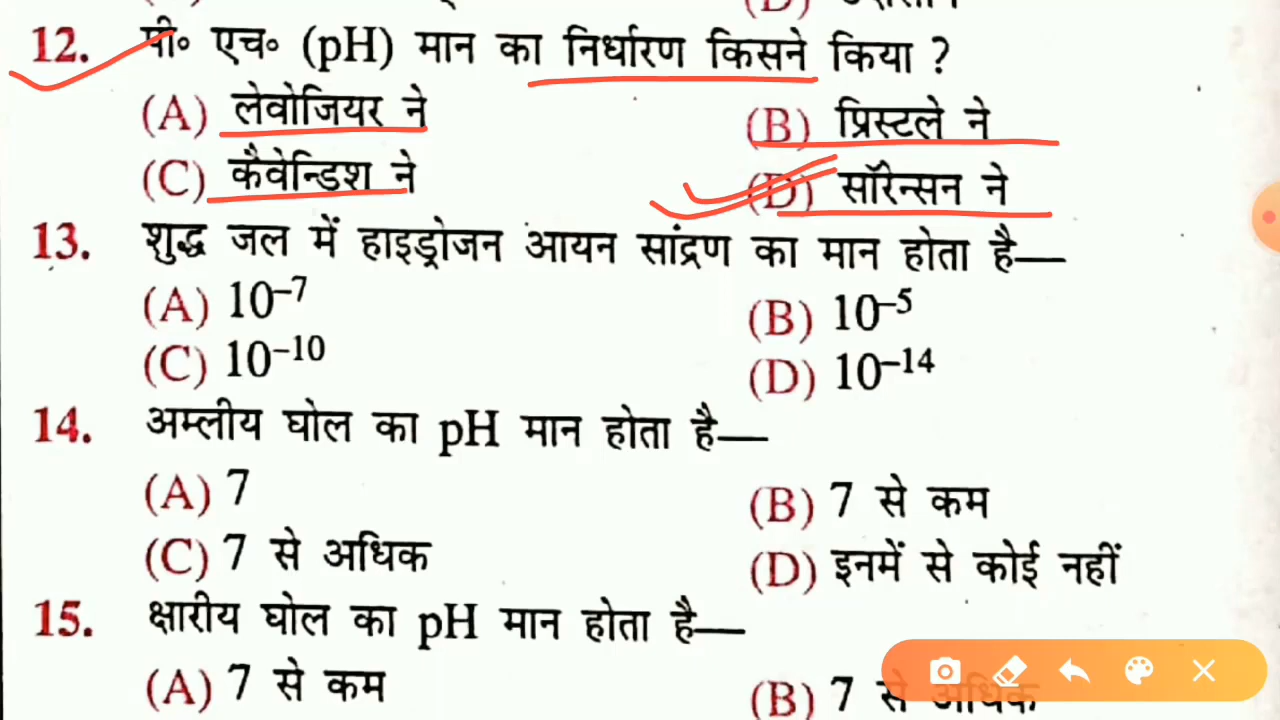 12. पी० एच० (pH) मान का निर्धारण किसने किया ?
(A) लेवोजियर ने (B) प्रिस्टले ने
(C) कैवेन्डिश ने (D) सॉरेन्सन ने
13. शुद्ध जल में हाइड्रोजन आयन सांद्रण का मान होता है—
(A) 10⁻⁷ (B) 10⁻⁵
(C) 10⁻¹⁰ (D) 10⁻¹⁴
14. अम्लीय घोल का pH मान होता है—
(A) 7 (B) 7 से कम
(C) 7 से अधिक (D) इनमें से कोई नहीं
15. क्षारीय घोल का pH मान होता है—
(A) 7 से कम (B) 7 से अधिक